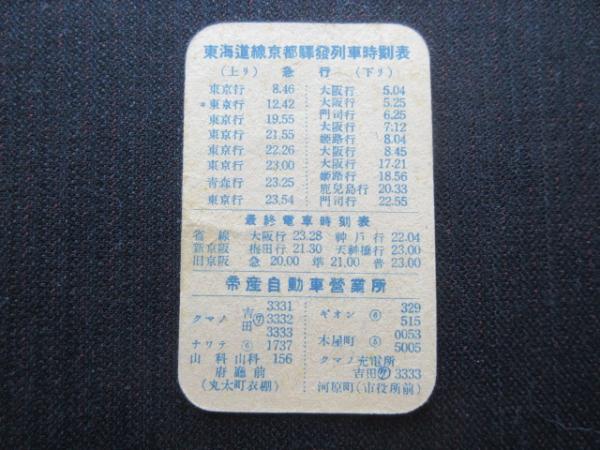 東海道線京都驛發列車時刻表
(上り) 急行 (下り)
東京行 8.46 大阪行 5.04
*東京行 12.42 大阪行 5.25
東京行 19.55 門司行 6.25
東京行 21.55 大阪行 7.12
東京行 22.26 姫路行 8.04
東京行 23.00 大阪行 8.45
青森行 23.25 大阪行 17.21
東京行 23.54 姫路行 18.56
鹿兒島行 20.33
門司行 22.55
最終電車時刻表
省線 大阪行 23.28 神戸行 22.04
新京阪 梅田行 21.30 天神橋行 23.00
旧京阪 急 20.00 準 21.00 普 23.00
帝産自動車営業所
クマノ 吉田 3331
3332
3333
ナワテ ⑥ 1737
山科 山科 156
府廳前
(丸太町衣棚)
ギオン ⑥ 329
515
木屋町 0053
5005
クマノ充電所
吉田 3333
河原町(市役所前)